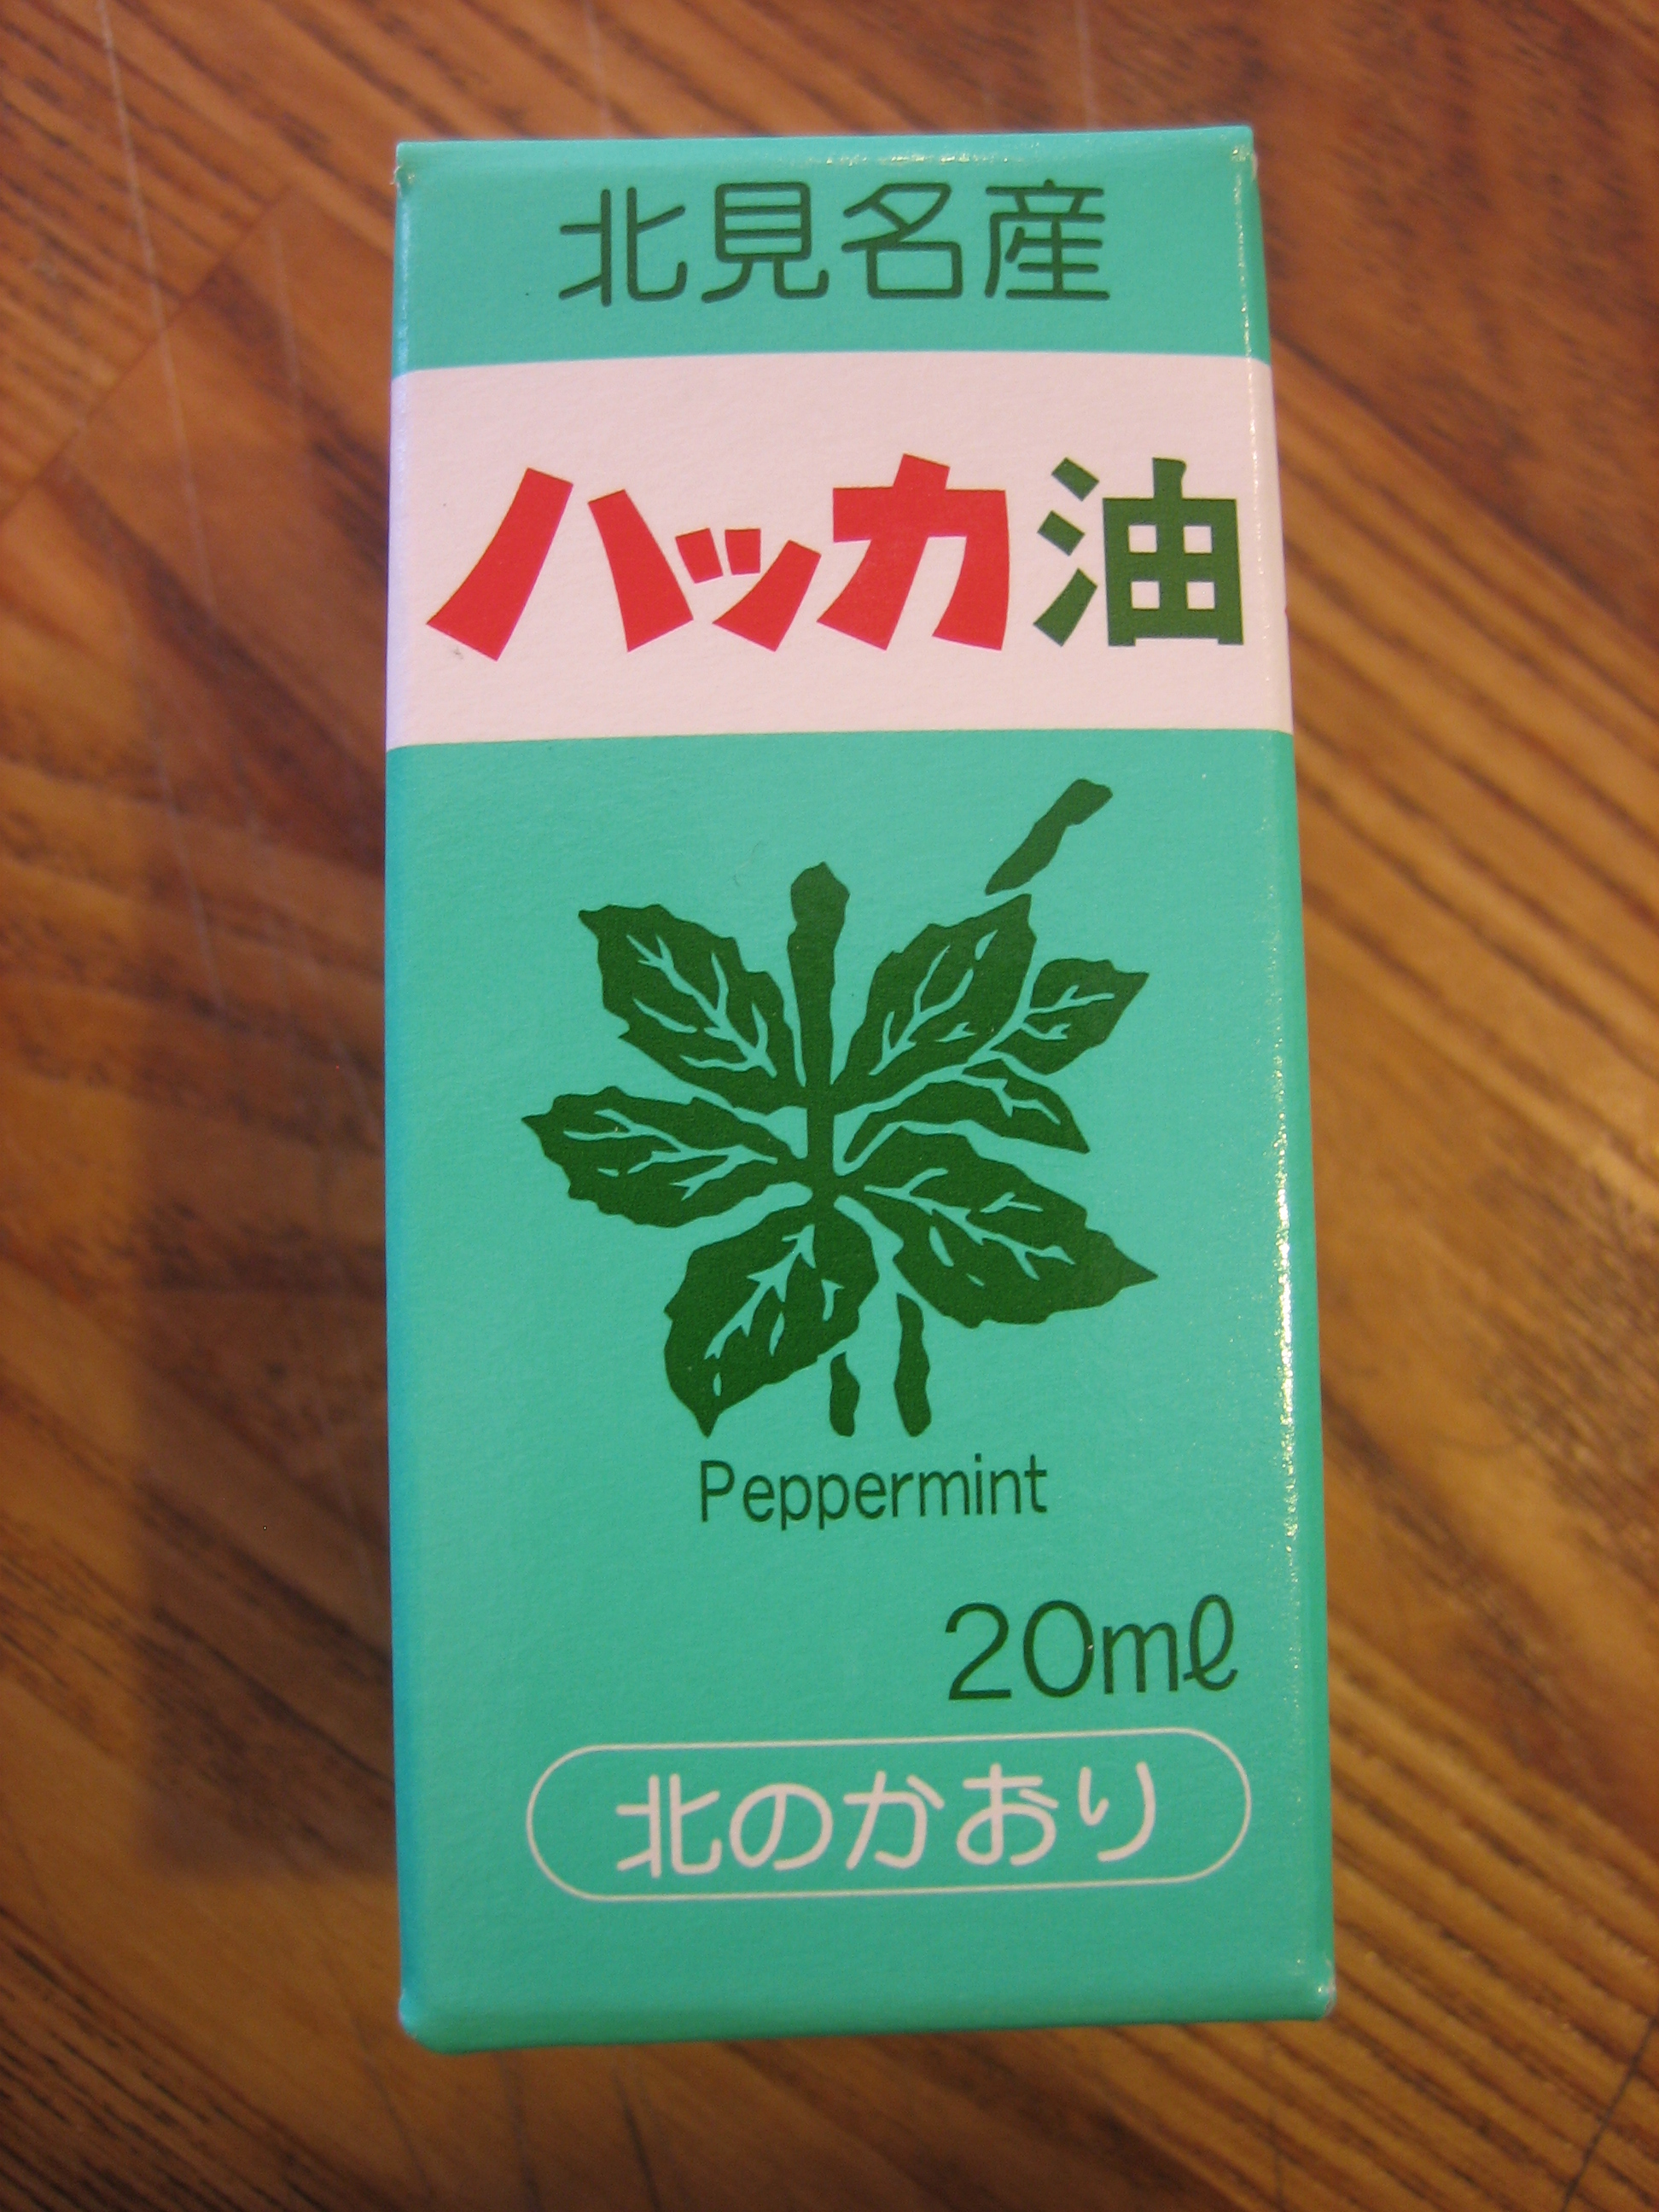 北見名産
ハッカ油
Peppermint
20mℓ
北のかおり